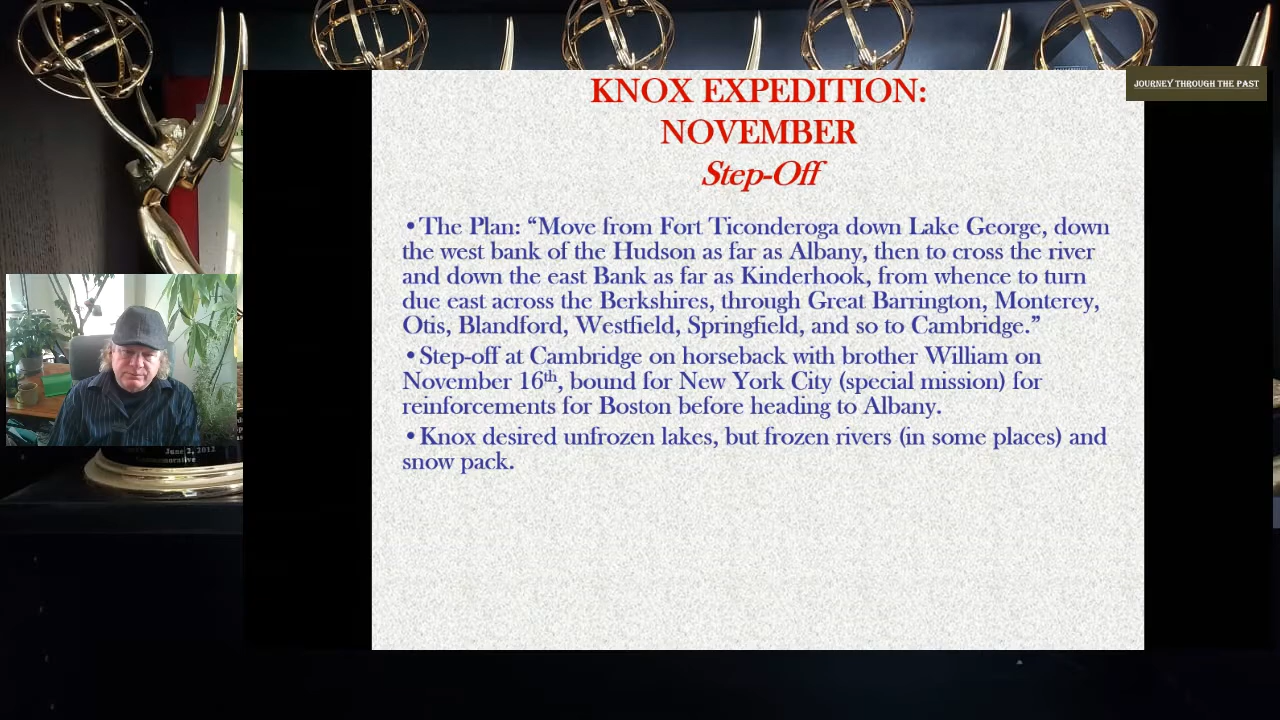 JOURNEY THROUGH THE PAST
KNOX EXPEDITION:
NOVEMBER
Step-Off
•The Plan: “Move from Fort Ticonderoga down Lake George, down
the west bank of the Hudson as far as Albany, then to cross the river
and down the east Bank as far as Kinderhook, from whence to turn
due east across the Berkshires, through Great Barrington, Monterey,
Otis, Blandford, Westfield, Springfield, and so to Cambridge.”
•Step-off at Cambridge on horseback with brother William on
November 16th, bound for New York City (special mission) for
reinforcements for Boston before heading to Albany.
•Knox desired unfrozen lakes, but frozen rivers (in some places) and
snow pack.
June 2, 2012
Commemorative